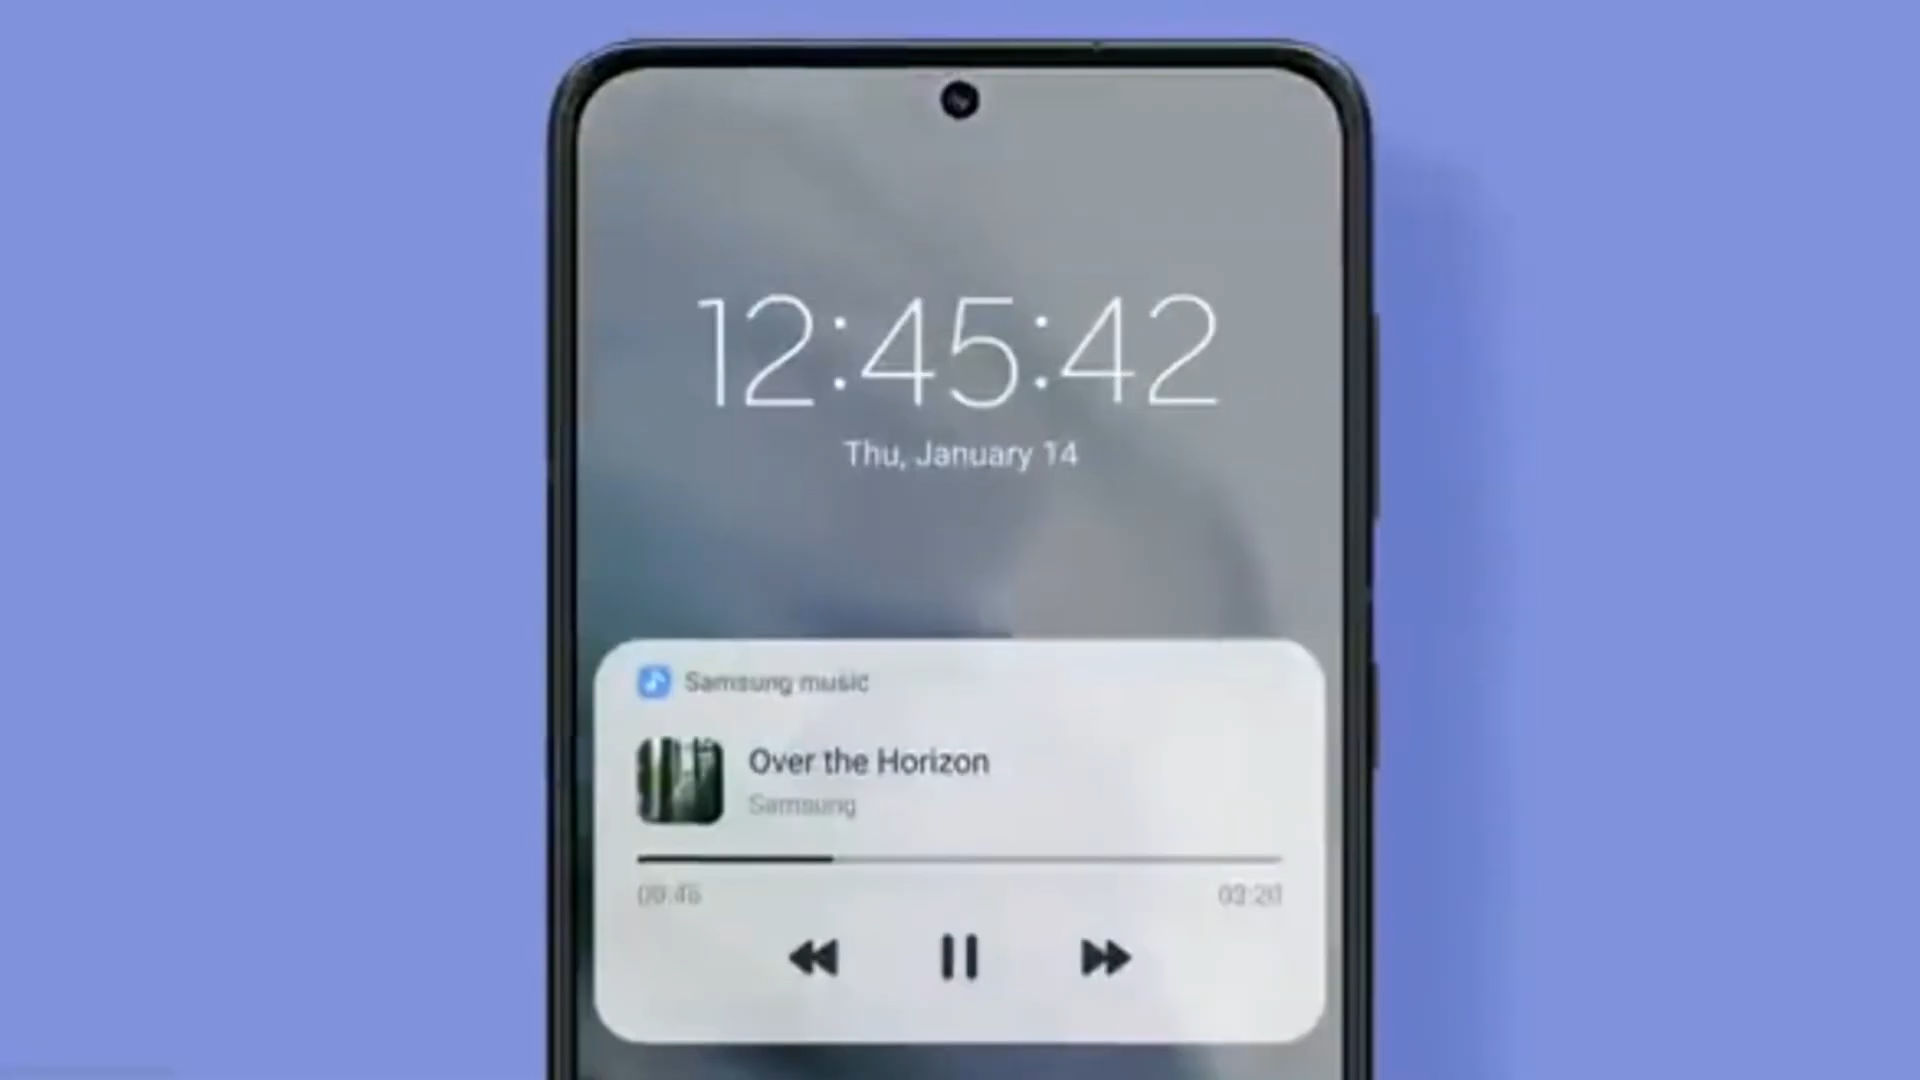 12:45:42
Thu, January 14
Samsung music
Over the Horizon
Samsung